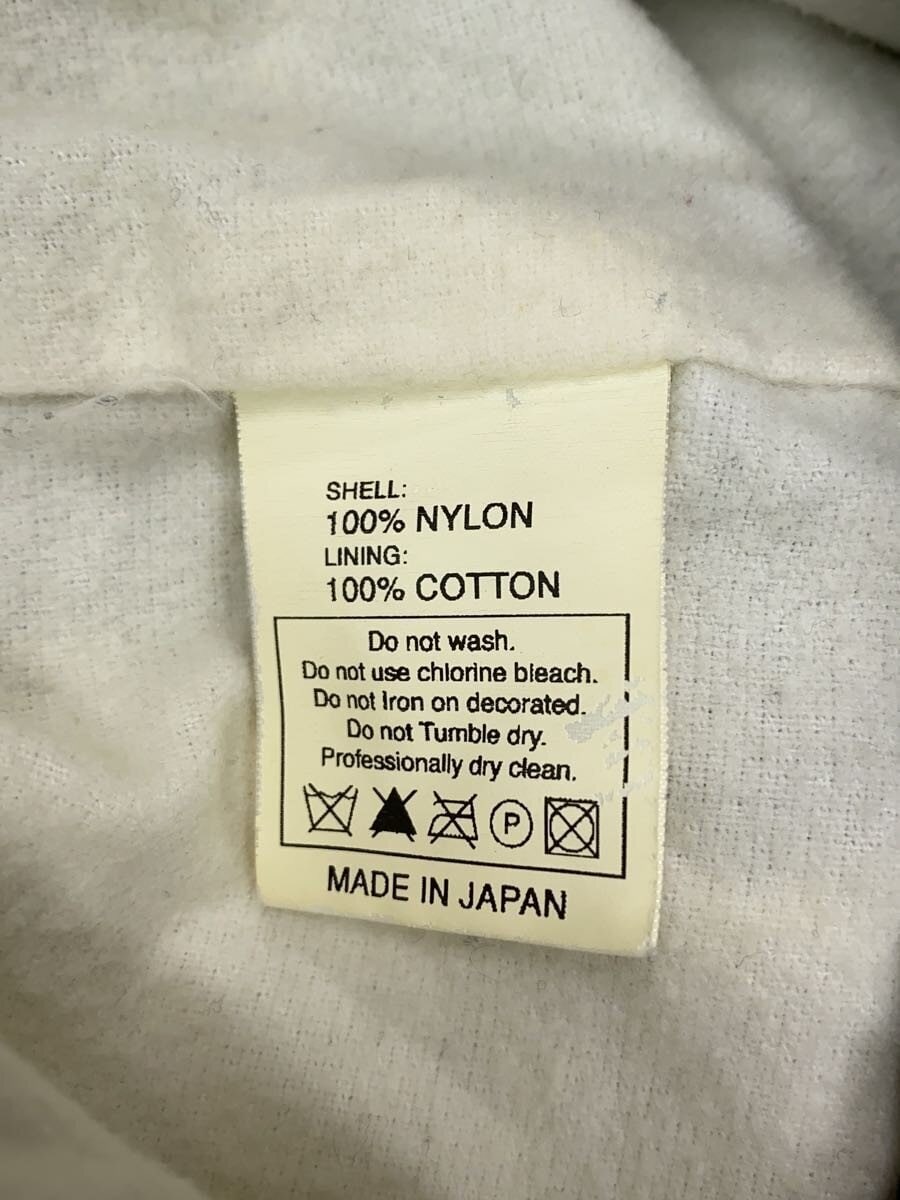 SHELL:
100% NYLON
LINING:
100% COTTON
Do not wash.
Do not use chlorine bleach.
Do not Iron on decorated.
Do not Tumble dry.
Professionally dry clean.
P
MADE IN JAPAN